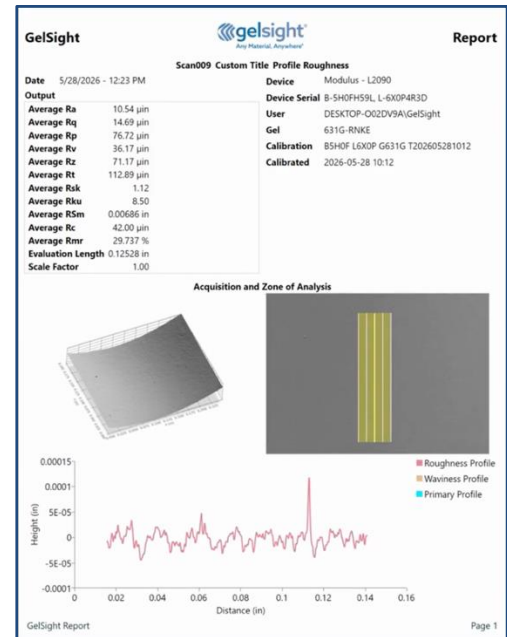 GelSight
gelsight®
Any Material, Anywhere®
Report
Scan009 Custom Title Profile Roughness
Date 5/28/2026 - 12:23 PM
Output
Average Ra 10.54 µin
Average Rq 14.69 µin
Average Rp 76.72 µin
Average Rv 36.17 µin
Average Rz 71.17 µin
Average Rt 112.89 µin
Average Rsk 1.12
Average Rku 8.50
Average RSm 0.00686 in
Average Rc 42.00 µin
Average Rmr 29.737 %
Evaluation Length 0.12528 in
Scale Factor 1.00
Device Modulus - L2090
Device Serial B-5H0FH59L, L-6X0P4R3D
User DESKTOP-O02DV9A\GelSight
Gel 631G-RNKE
Calibration B5H0F L6X0P G631G T202605281012
Calibrated 2026-05-28 10:12
Acquisition and Zone of Analysis
0.00015
0.0001
5E-05
0
-5E-05
-0.0001
Height (in)
0 0.02 0.04 0.06 0.08 0.1 0.12 0.14 0.16
Distance (in)
Roughness Profile
Waviness Profile
Primary Profile
GelSight Report
Page 1